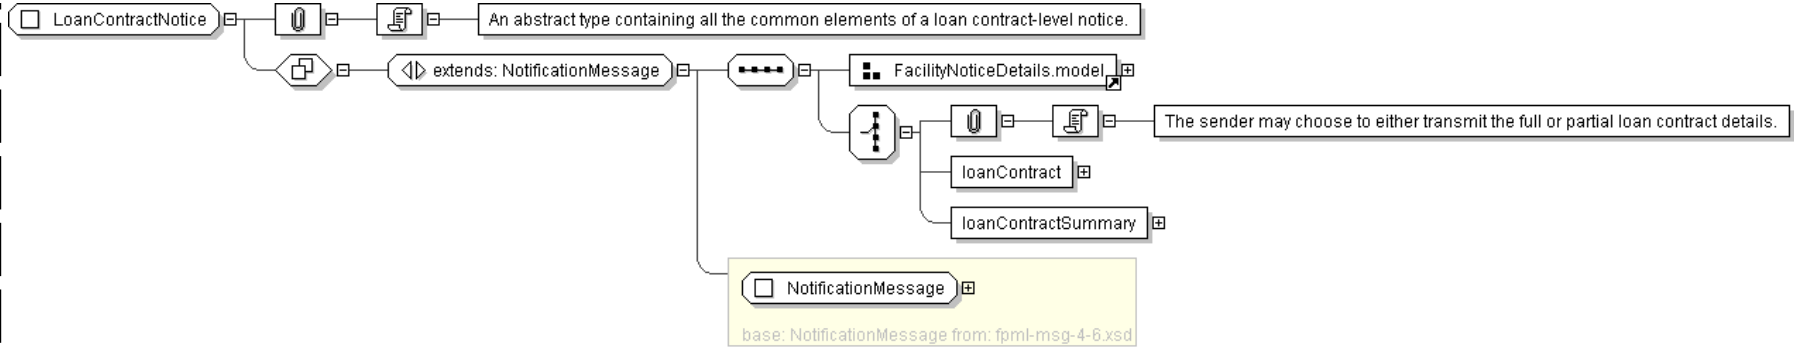 LoanContractNotice
An abstract type containing all the common elements of a loan contract-level notice.
extends: NotificationMessage
FacilityNoticeDetails.model
The sender may choose to either transmit the full or partial loan contract details.
loanContract
loanContractSummary
NotificationMessage
base: NotificationMessage from: fpml-msg-4-6.xsd